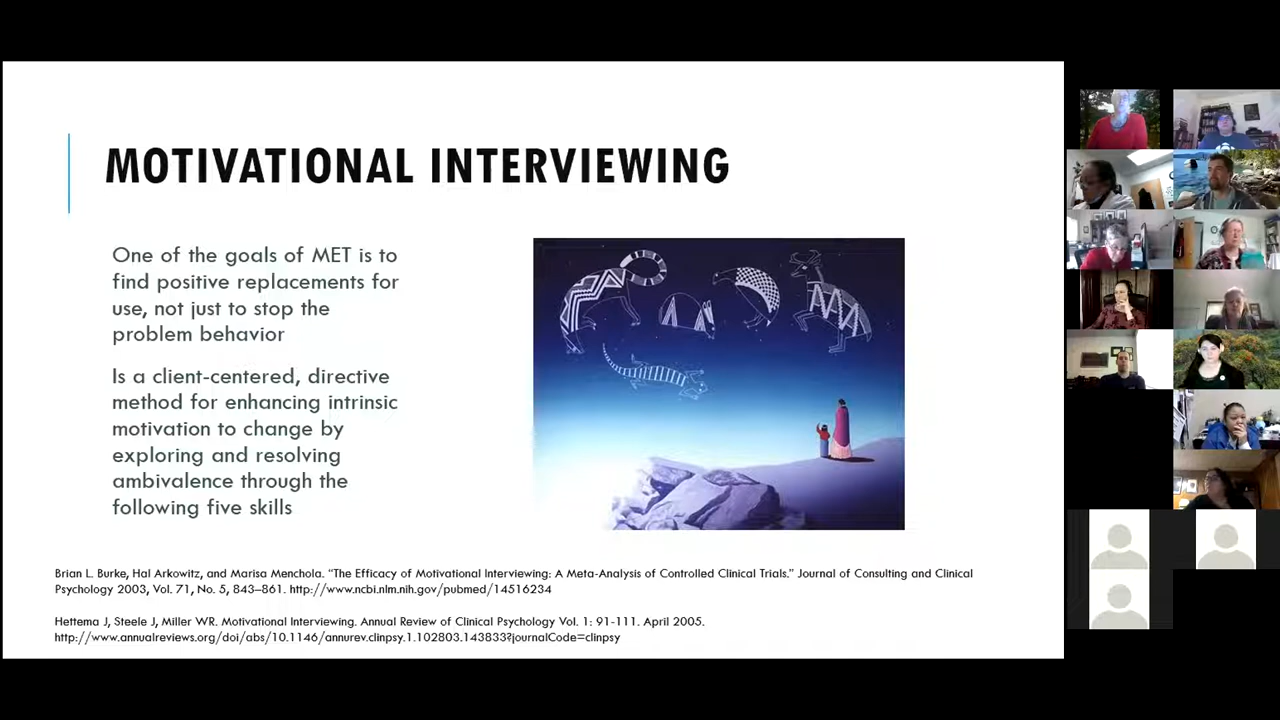 MOTIVATIONAL INTERVIEWING
One of the goals of MET is to
find positive replacements for
use, not just to stop the
problem behavior
Is a client-centered, directive
method for enhancing intrinsic
motivation to change by
exploring and resolving
ambivalence through the
following five skills
Brian L. Burke, Hal Arkowitz, and Marisa Menchola. “The Efficacy of Motivational Interviewing: A Meta-Analysis of Controlled Clinical Trials.” Journal of Consulting and Clinical
Psychology 2003, Vol. 71, No. 5, 843–861. http://www.ncbi.nlm.nih.gov/pubmed/14516234
Hettema J, Steele J, Miller WR. Motivational Interviewing. Annual Review of Clinical Psychology Vol. 1: 91-111. April 2005.
http://www.annualreviews.org/doi/abs/10.1146/annurev.clinpsy.1.102803.143833?journalCode=clinpsy